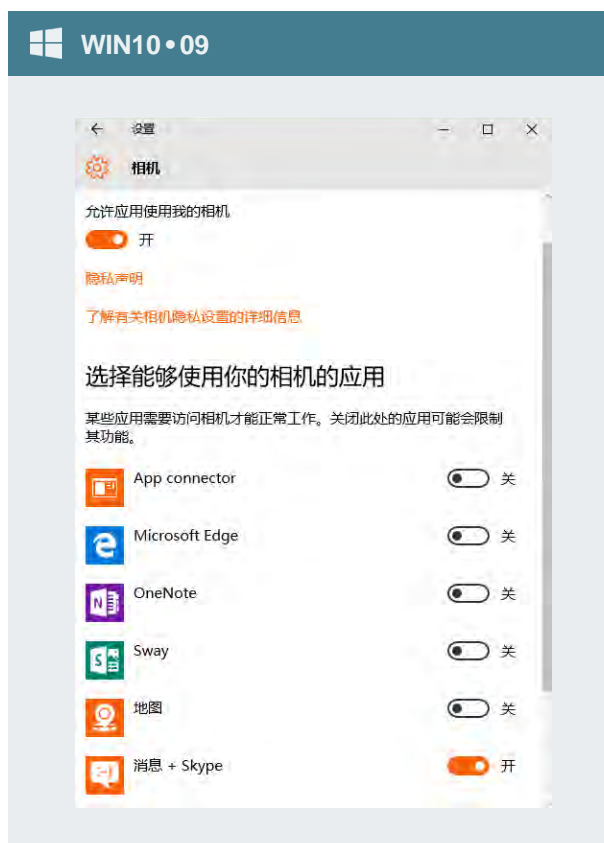 WIN10•09
设置
相机
允许应用使用我的相机
开
隐私声明
了解有关相机隐私设置的详细信息
选择能够使用你的相机的应用
某些应用需要访问相机才能正常工作。关闭此处的应用可能会限制
其功能。
App connector 关
Microsoft Edge 关
OneNote 关
Sway 关
地图 关
消息 + Skype 开